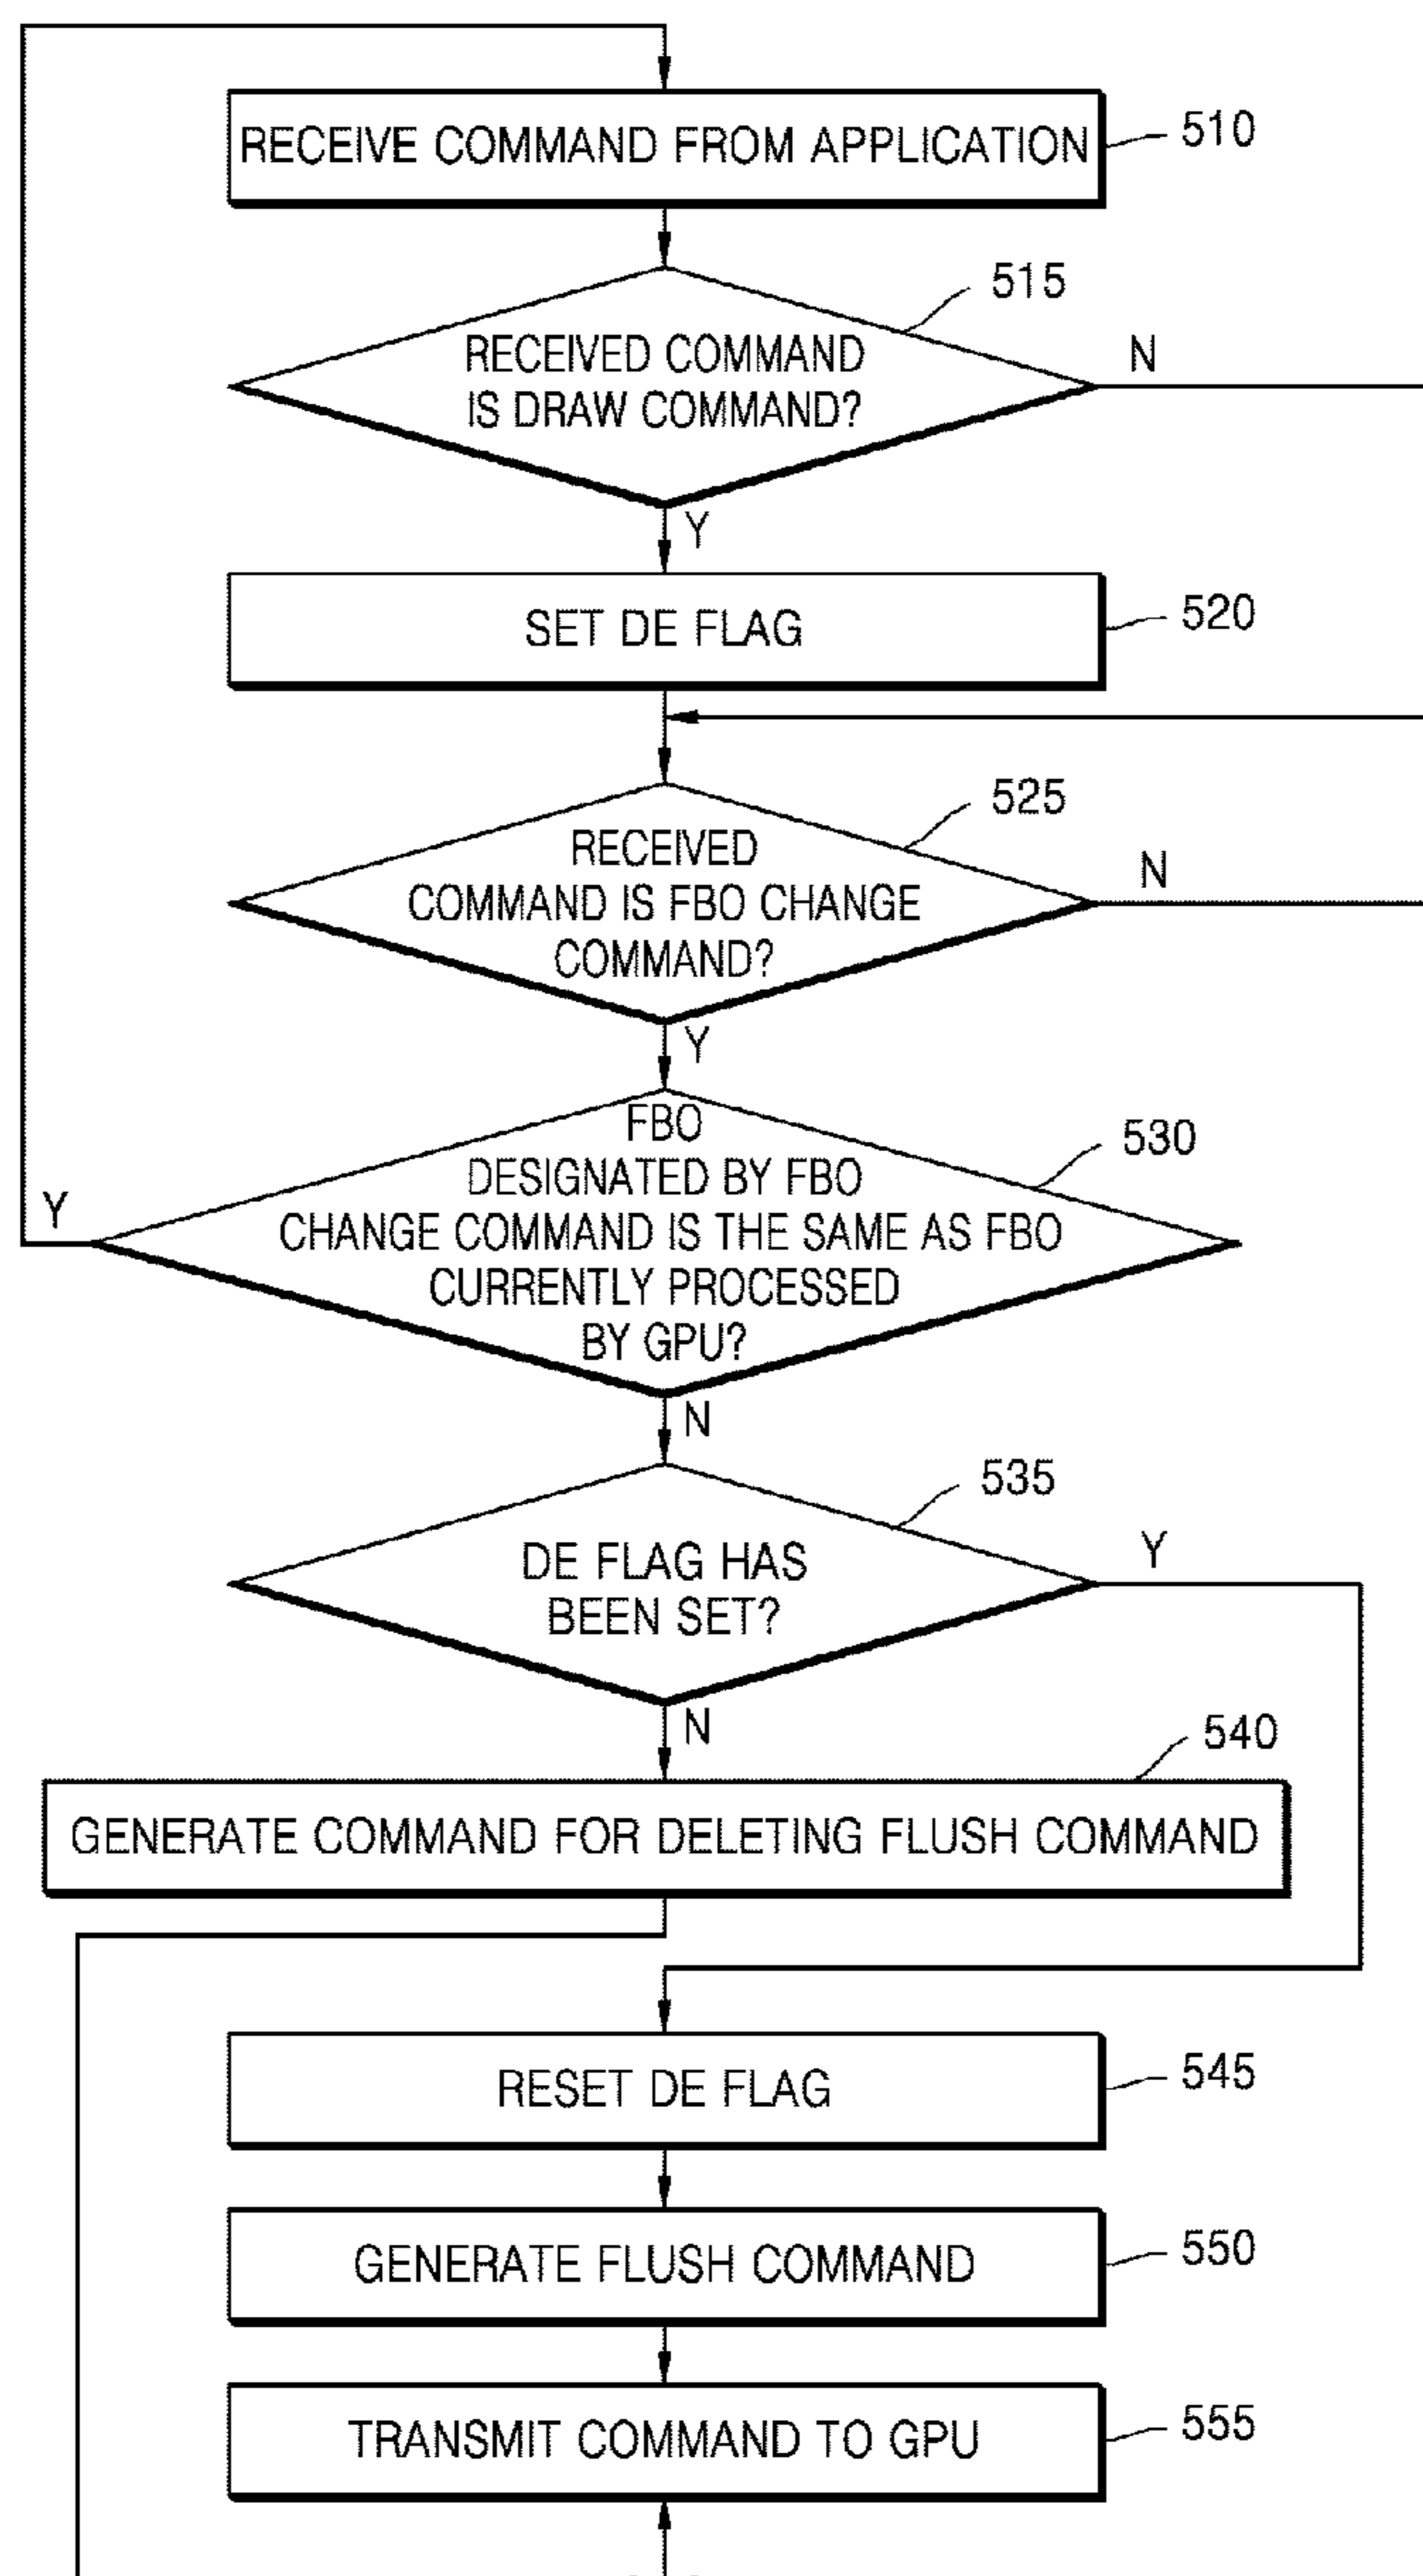 RECEIVE COMMAND FROM APPLICATION
510
515
RECEIVED COMMAND
IS DRAW COMMAND?
N
Y
SET DE FLAG
520
525
RECEIVED
COMMAND IS FBO CHANGE
COMMAND?
N
Y
FBO
DESIGNATED BY FBO
CHANGE COMMAND IS THE SAME AS FBO
CURRENTLY PROCESSED
BY GPU?
530
Y
N
535
DE FLAG HAS
BEEN SET?
Y
N
540
GENERATE COMMAND FOR DELETING FLUSH COMMAND
RESET DE FLAG
545
GENERATE FLUSH COMMAND
550
TRANSMIT COMMAND TO GPU
555